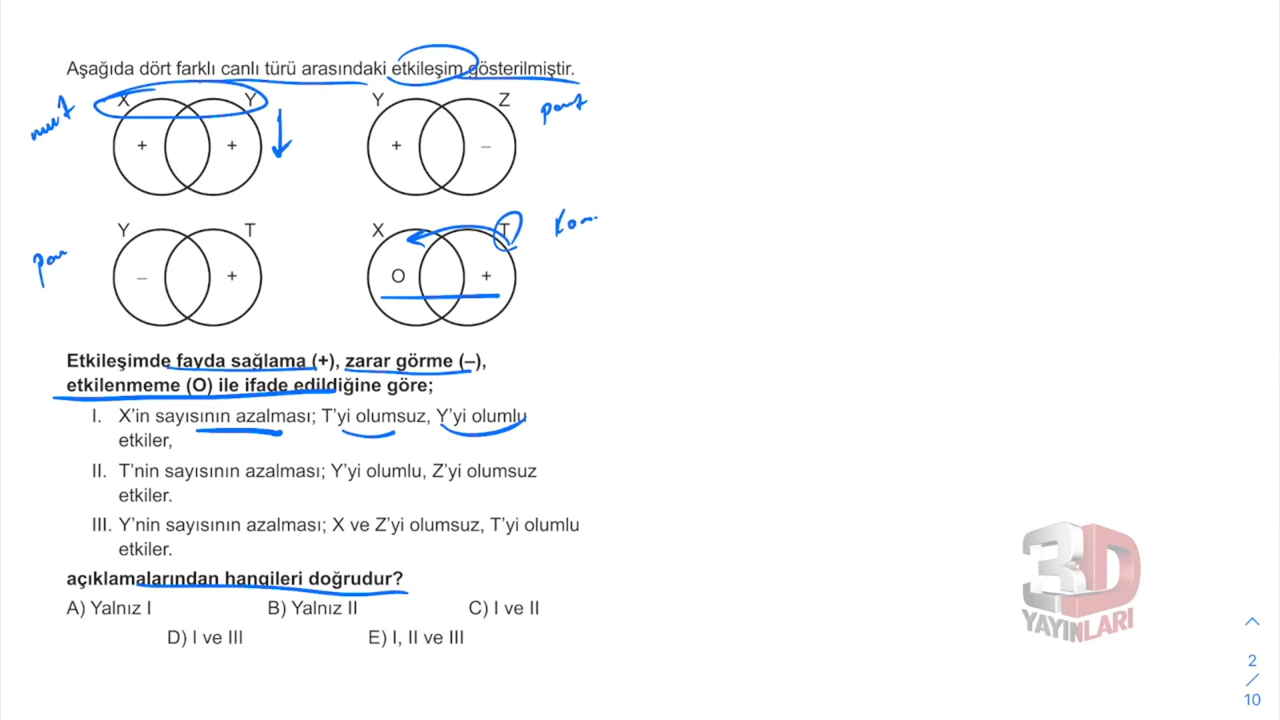 Aşağıda dört farklı canlı türü arasındaki etkileşim gösterilmiştir.
X Y Y Z
+ + + –
Y T X T
– + O +
Etkileşimde fayda sağlama (+), zarar görme (–),
etkilenmeme (O) ile ifade edildiğine göre;
I. X'in sayısının azalması; T'yi olumsuz, Y'yi olumlu
etkiler,
II. T'nin sayısının azalması; Y'yi olumlu, Z'yi olumsuz
etkiler.
III. Y'nin sayısının azalması; X ve Z'yi olumsuz, T'yi olumlu
etkiler.
açıklamalarından hangileri doğrudur?
A) Yalnız I B) Yalnız II C) I ve II
D) I ve III E) I, II ve III
3D
YAYINLARI
2
/
10